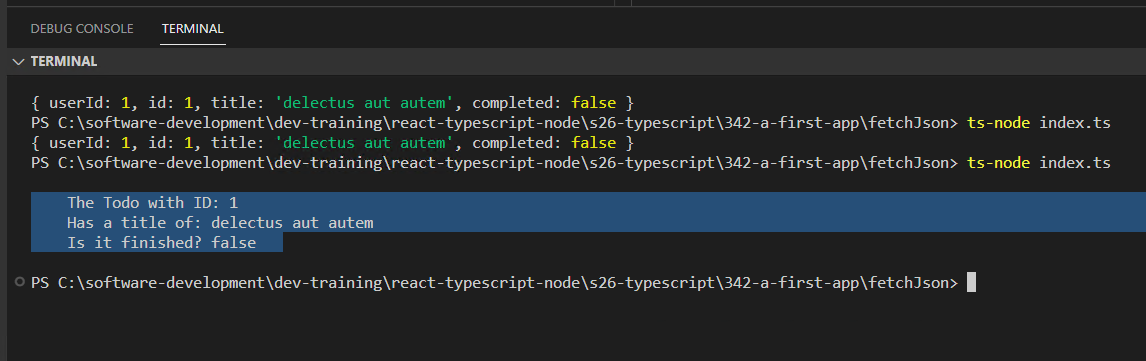 DEBUG CONSOLE TERMINAL
TERMINAL
{ userId: 1, id: 1, title: 'delectus aut autem', completed: false }
PS C:\software-development\dev-training\react-typescript-node\s26-typescript\342-a-first-app\fetchJson> ts-node index.ts
{ userId: 1, id: 1, title: 'delectus aut autem', completed: false }
PS C:\software-development\dev-training\react-typescript-node\s26-typescript\342-a-first-app\fetchJson> ts-node index.ts
The Todo with ID: 1
Has a title of: delectus aut autem
Is it finished? false
PS C:\software-development\dev-training\react-typescript-node\s26-typescript\342-a-first-app\fetchJson>